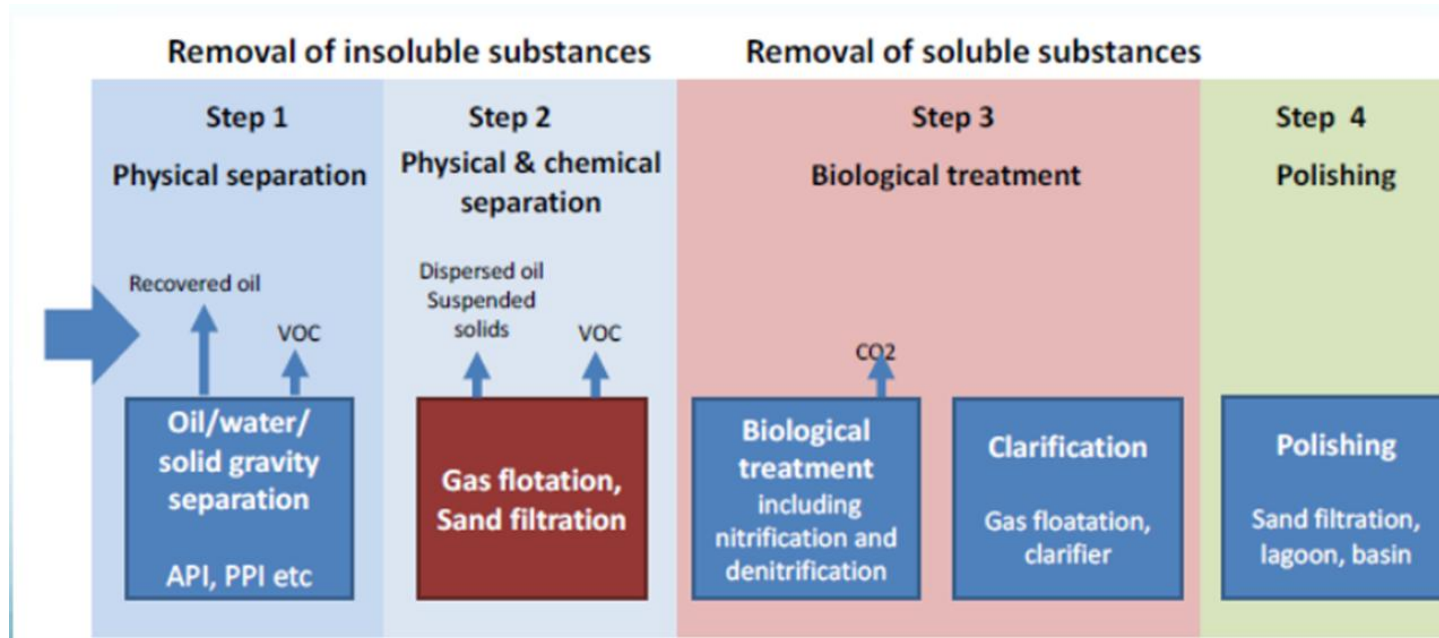 Removal of insoluble substances
Removal of soluble substances
Step 1
Physical separation
Recovered oil
VOC
Oil/water/
solid gravity
separation
API, PPI etc
Step 2
Physical & chemical
separation
Dispersed oil
Suspended
solids
VOC
Gas flotation,
Sand filtration
Step 3
Biological treatment
CO2
Biological
treatment
including
nitrification and
denitrification
Clarification
Gas floatation,
clarifier
Step 4
Polishing
Polishing
Sand filtration,
lagoon, basin